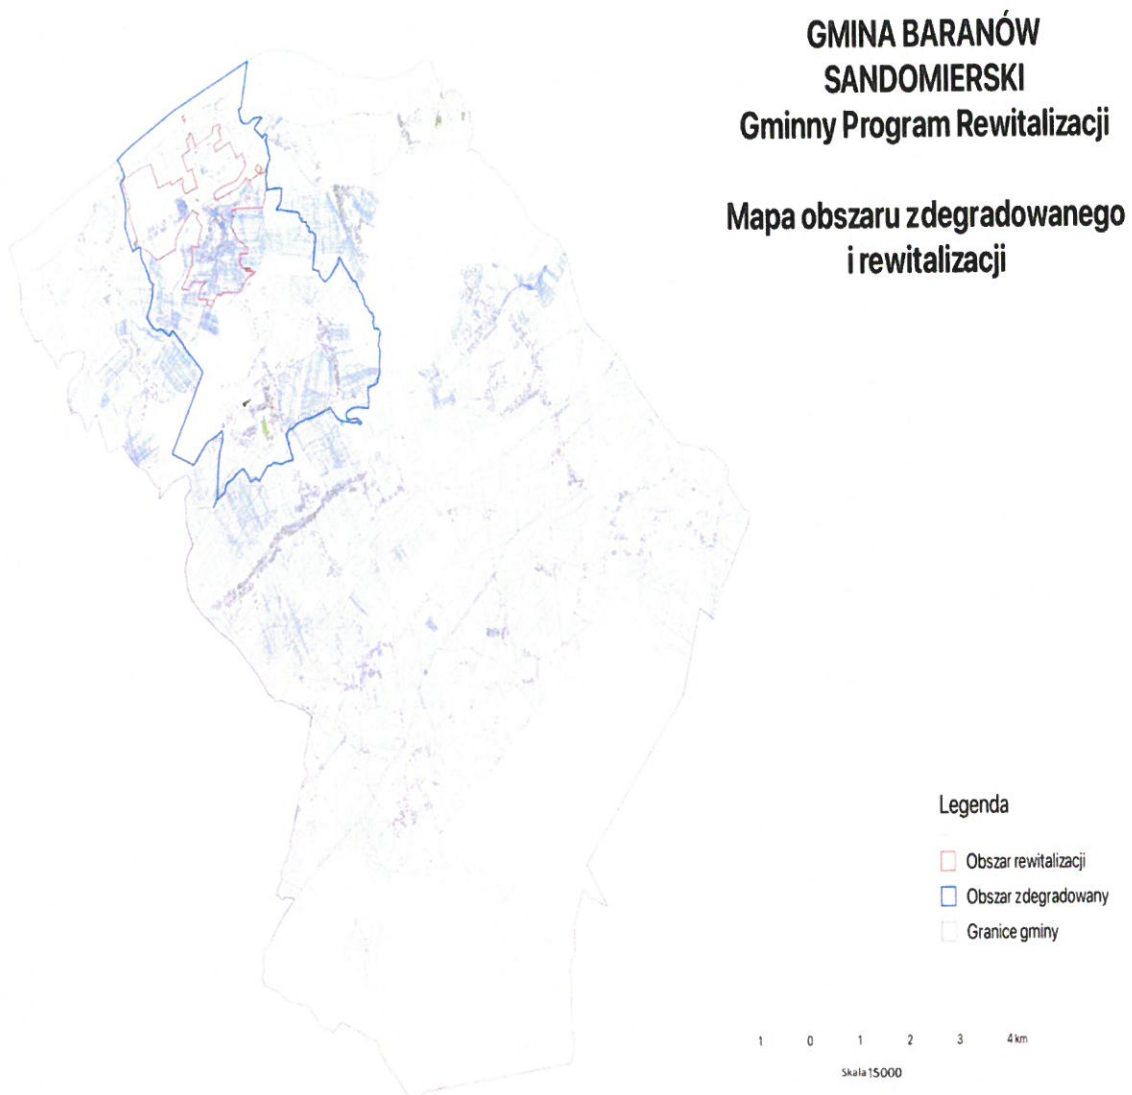 GMINA BARANÓW
SANDOMIERSKI
Gminny Program Rewitalizacji
Mapa obszaru zdegradowanego
i rewitalizacji
Legenda
Obszar rewitalizacji
Obszar zdegradowany
Granice gminy
1 0 1 2 3 4 km
Skala 15000